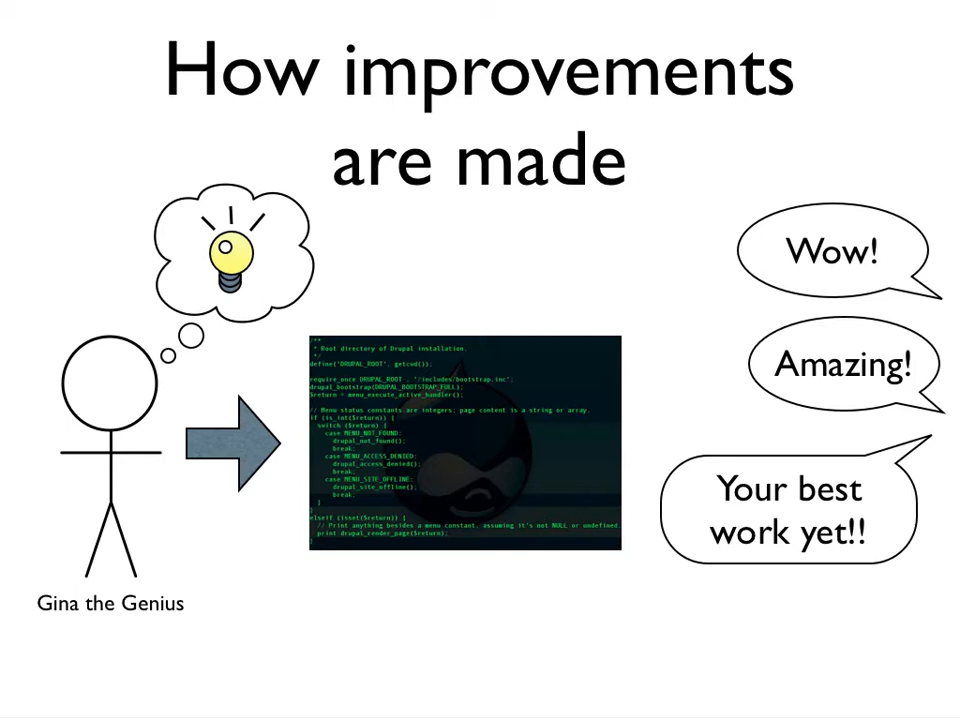 How improvements
are made
Wow!
Amazing!
/**
 * Root directory of Drupal installation.
 */
define('DRUPAL_ROOT', getcwd());
require_once DRUPAL_ROOT . '/includes/bootstrap.inc';
drupal_bootstrap(DRUPAL_BOOTSTRAP_FULL);
$return = menu_execute_active_handler();
// Menu status constants are integers; page content is a string or array.
if (is_int($return)) {
  switch ($return) {
    case MENU_NOT_FOUND:
      drupal_not_found();
      break;
    case MENU_ACCESS_DENIED:
      drupal_access_denied();
      break;
    case MENU_SITE_OFFLINE:
      drupal_site_offline();
      break;
  }
}
elseif (isset($return)) {
  // Print anything besides a menu constant, assuming it's not NULL or undefined.
  print drupal_render_page($return);
}
Your best
work yet!!
Gina the Genius